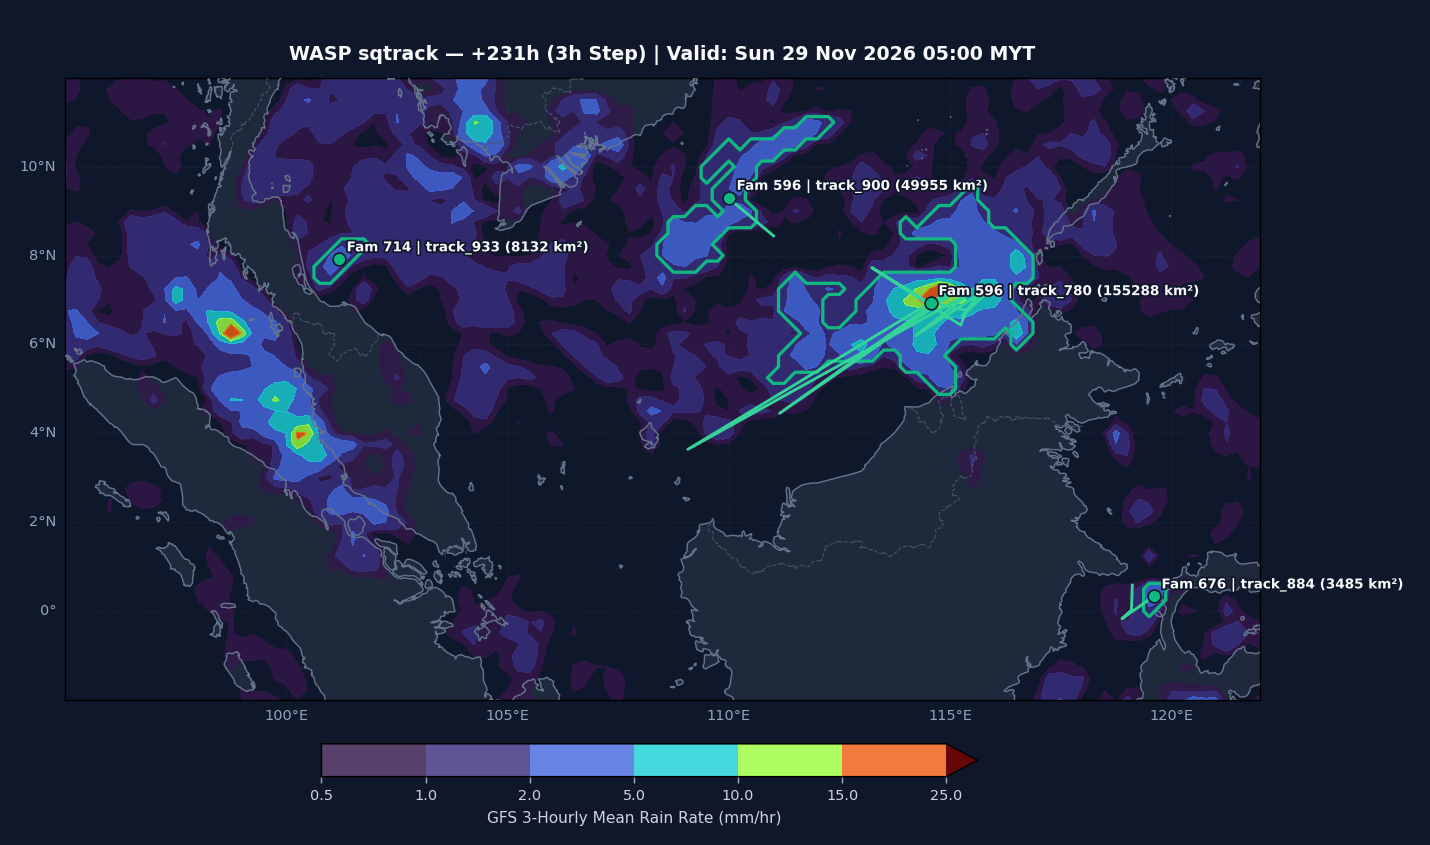 WASP sqtrack — +231h (3h Step) | Valid: Sun 29 Nov 2026 05:00 MYT
10°N
8°N
6°N
4°N
2°N
0°
Fam 596 | track_900 (49955 km²)
Fam 714 | track_933 (8132 km²)
Fam 596 | track_780 (155288 km²)
Fam 676 | track_884 (3485 km²)
100°E 105°E 110°E 115°E 120°E
0.5 1.0 2.0 5.0 10.0 15.0 25.0
GFS 3-Hourly Mean Rain Rate (mm/hr)